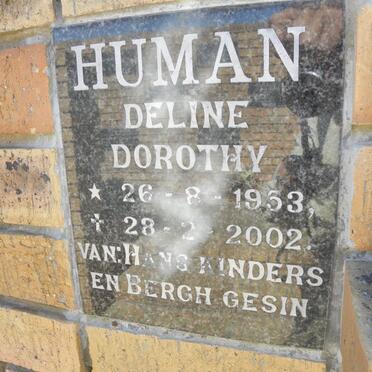 HUMAN
DELINE
DOROTHY
★ 26-8-1953,
✝ 28-2-2002.
VAN: HANS KINDERS
EN BERGH GESIN